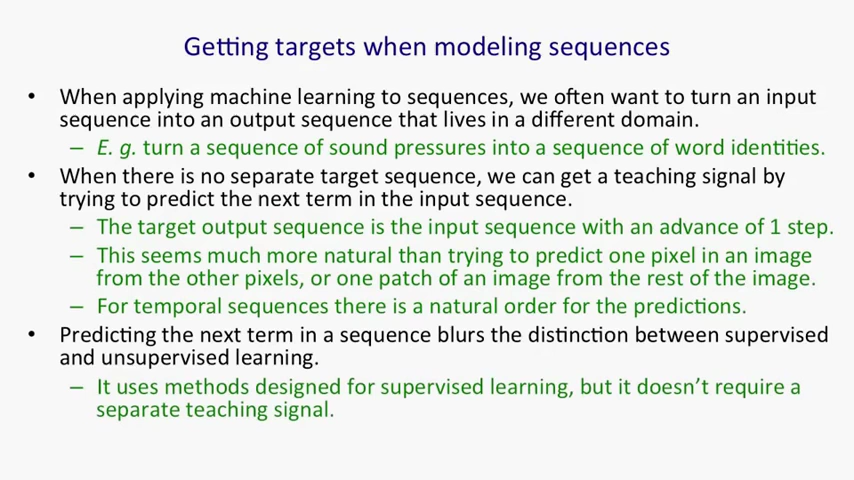 Getting targets when modeling sequences
• When applying machine learning to sequences, we often want to turn an input
sequence into an output sequence that lives in a different domain.
– E. g. turn a sequence of sound pressures into a sequence of word identities.
• When there is no separate target sequence, we can get a teaching signal by
trying to predict the next term in the input sequence.
– The target output sequence is the input sequence with an advance of 1 step.
– This seems much more natural than trying to predict one pixel in an image
from the other pixels, or one patch of an image from the rest of the image.
– For temporal sequences there is a natural order for the predictions.
• Predicting the next term in a sequence blurs the distinction between supervised
and unsupervised learning.
– It uses methods designed for supervised learning, but it doesn’t require a
separate teaching signal.